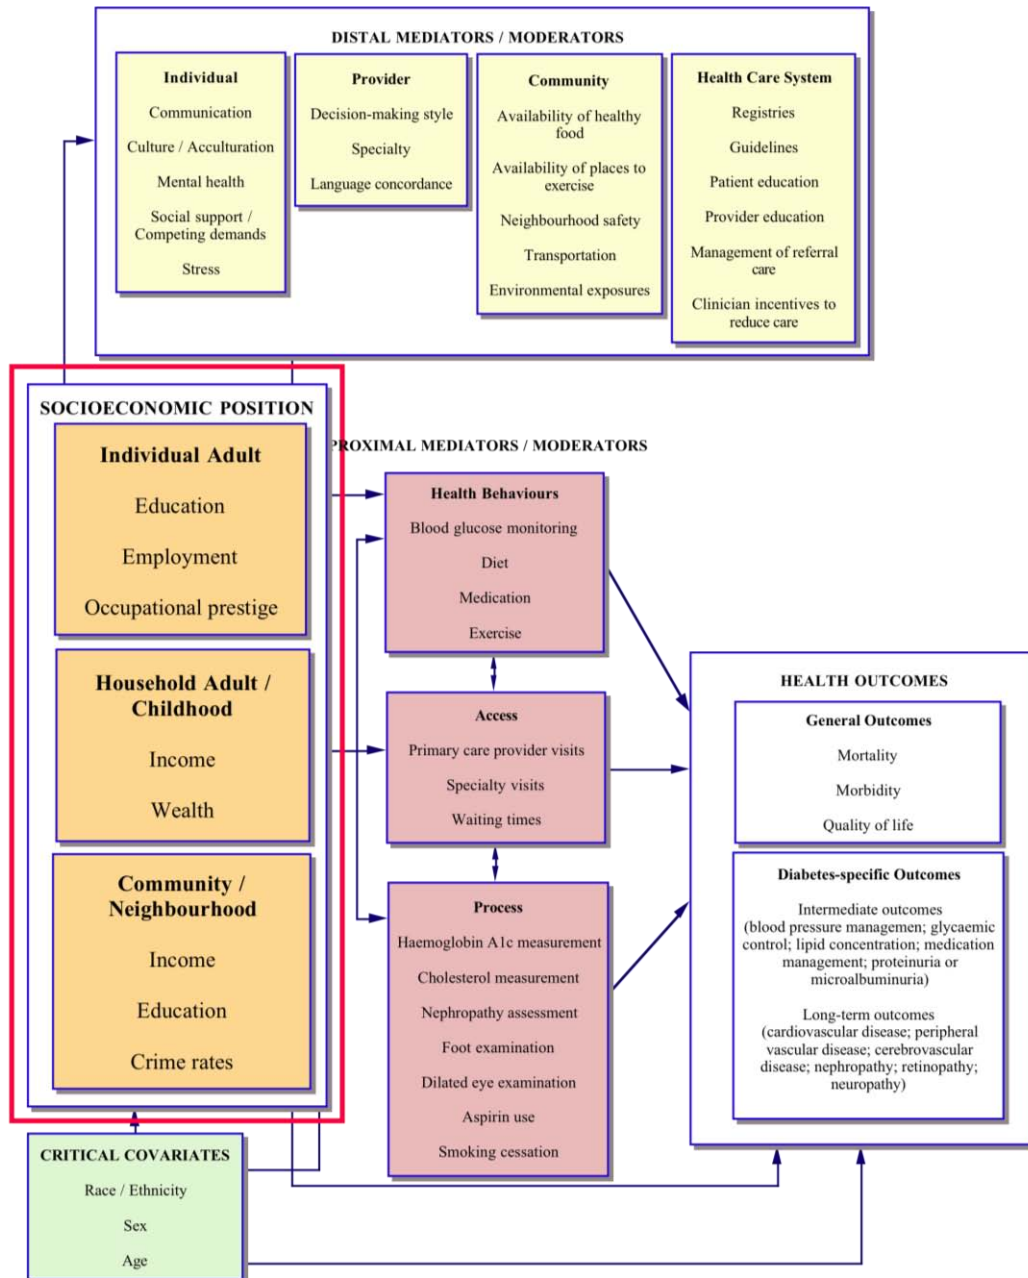 DISTAL MEDIATORS / MODERATORS
Individual
Communication
Culture / Acculturation
Mental health
Social support /
Competing demands
Stress
Provider
Decision-making style
Specialty
Language concordance
Community
Availability of healthy
food
Availability of places to
exercise
Neighbourhood safety
Transportation
Environmental exposures
Health Care System
Registries
Guidelines
Patient education
Provider education
Management of referral
care
Clinician incentives to
reduce care
SOCIOECONOMIC POSITION
Individual Adult
Education
Employment
Occupational prestige
Household Adult /
Childhood
Income
Wealth
Community /
Neighbourhood
Income
Education
Crime rates
CRITICAL COVARIATES
Race / Ethnicity
Sex
Age
PROXIMAL MEDIATORS / MODERATORS
Health Behaviours
Blood glucose monitoring
Diet
Medication
Exercise
Access
Primary care provider visits
Specialty visits
Waiting times
Process
Haemoglobin A1c measurement
Cholesterol measurement
Nephropathy assessment
Foot examination
Dilated eye examination
Aspirin use
Smoking cessation
HEALTH OUTCOMES
General Outcomes
Mortality
Morbidity
Quality of life
Diabetes-specific Outcomes
Intermediate outcomes
(blood pressure managemen; glycaemic
control; lipid concentration; medication
management; proteinuria or
microalbuminuria)
Long-term outcomes
(cardiovascular disease; peripheral
vascular disease; cerebrovascular
disease; nephropathy; retinopathy;
neuropathy)